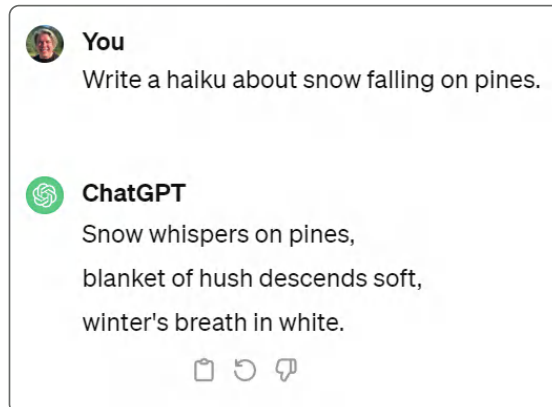 You
Write a haiku about snow falling on pines.
ChatGPT
Snow whispers on pines,
blanket of hush descends soft,
winter's breath in white.